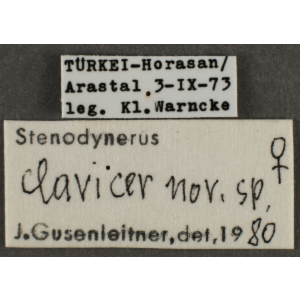 TÜRKEI-Horasan/
Arastal.3-IX-73
leg. Kl.Warncke
Stenodynerus
♀
clavicer nov. sp.
J.Gusenleitner,det,1980